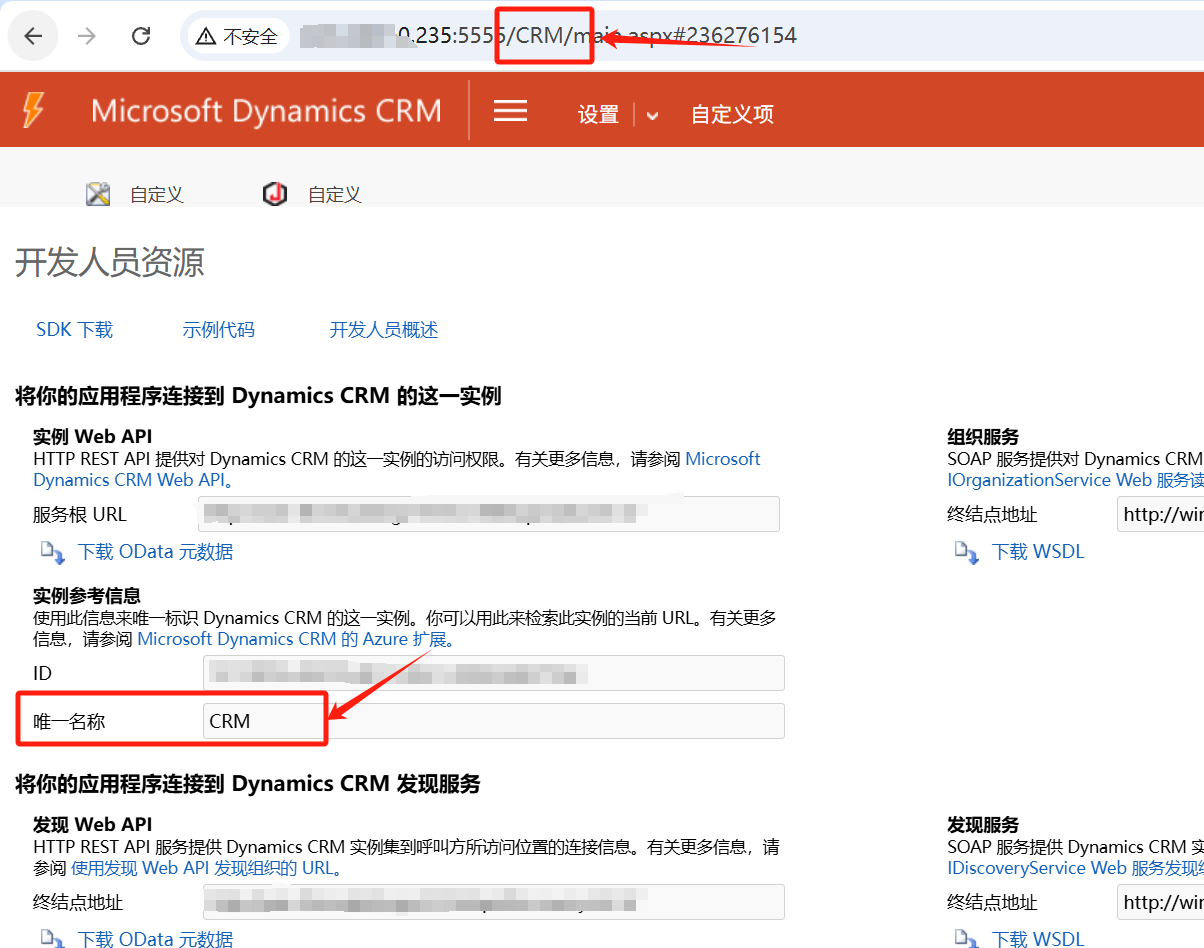 不安全 0.235:5555/CRM/main.aspx#236276154
Microsoft Dynamics CRM 设置 自定义项
自定义 自定义
开发人员资源
SDK 下载 示例代码 开发人员概述
将你的应用程序连接到 Dynamics CRM 的这一实例
实例 Web API
HTTP REST API 提供对 Dynamics CRM 的这一实例的访问权限。有关更多信息，请参阅 Microsoft
Dynamics CRM Web API。
服务根 URL
下载 OData 元数据
组织服务
SOAP 服务提供对 Dynamics CRM
IOrganizationService Web 服务读
终结点地址 http://wir
下载 WSDL
实例参考信息
使用此信息来唯一标识 Dynamics CRM 的这一实例。你可以用此来检索此实例的当前 URL。有关更多
信息，请参阅 Microsoft Dynamics CRM 的 Azure 扩展。
ID
唯一名称 CRM
将你的应用程序连接到 Dynamics CRM 发现服务
发现 Web API
HTTP REST API 服务提供 Dynamics CRM 实例集到呼叫方所访问位置的连接信息。有关更多信息，请
参阅 使用发现 Web API 发现组织的 URL。
终结点地址
下载 OData 元数据
发现服务
SOAP 服务提供 Dynamics CRM 实
IDiscoveryService Web 服务发现组
终结点地址 http://wir
下载 WSDL